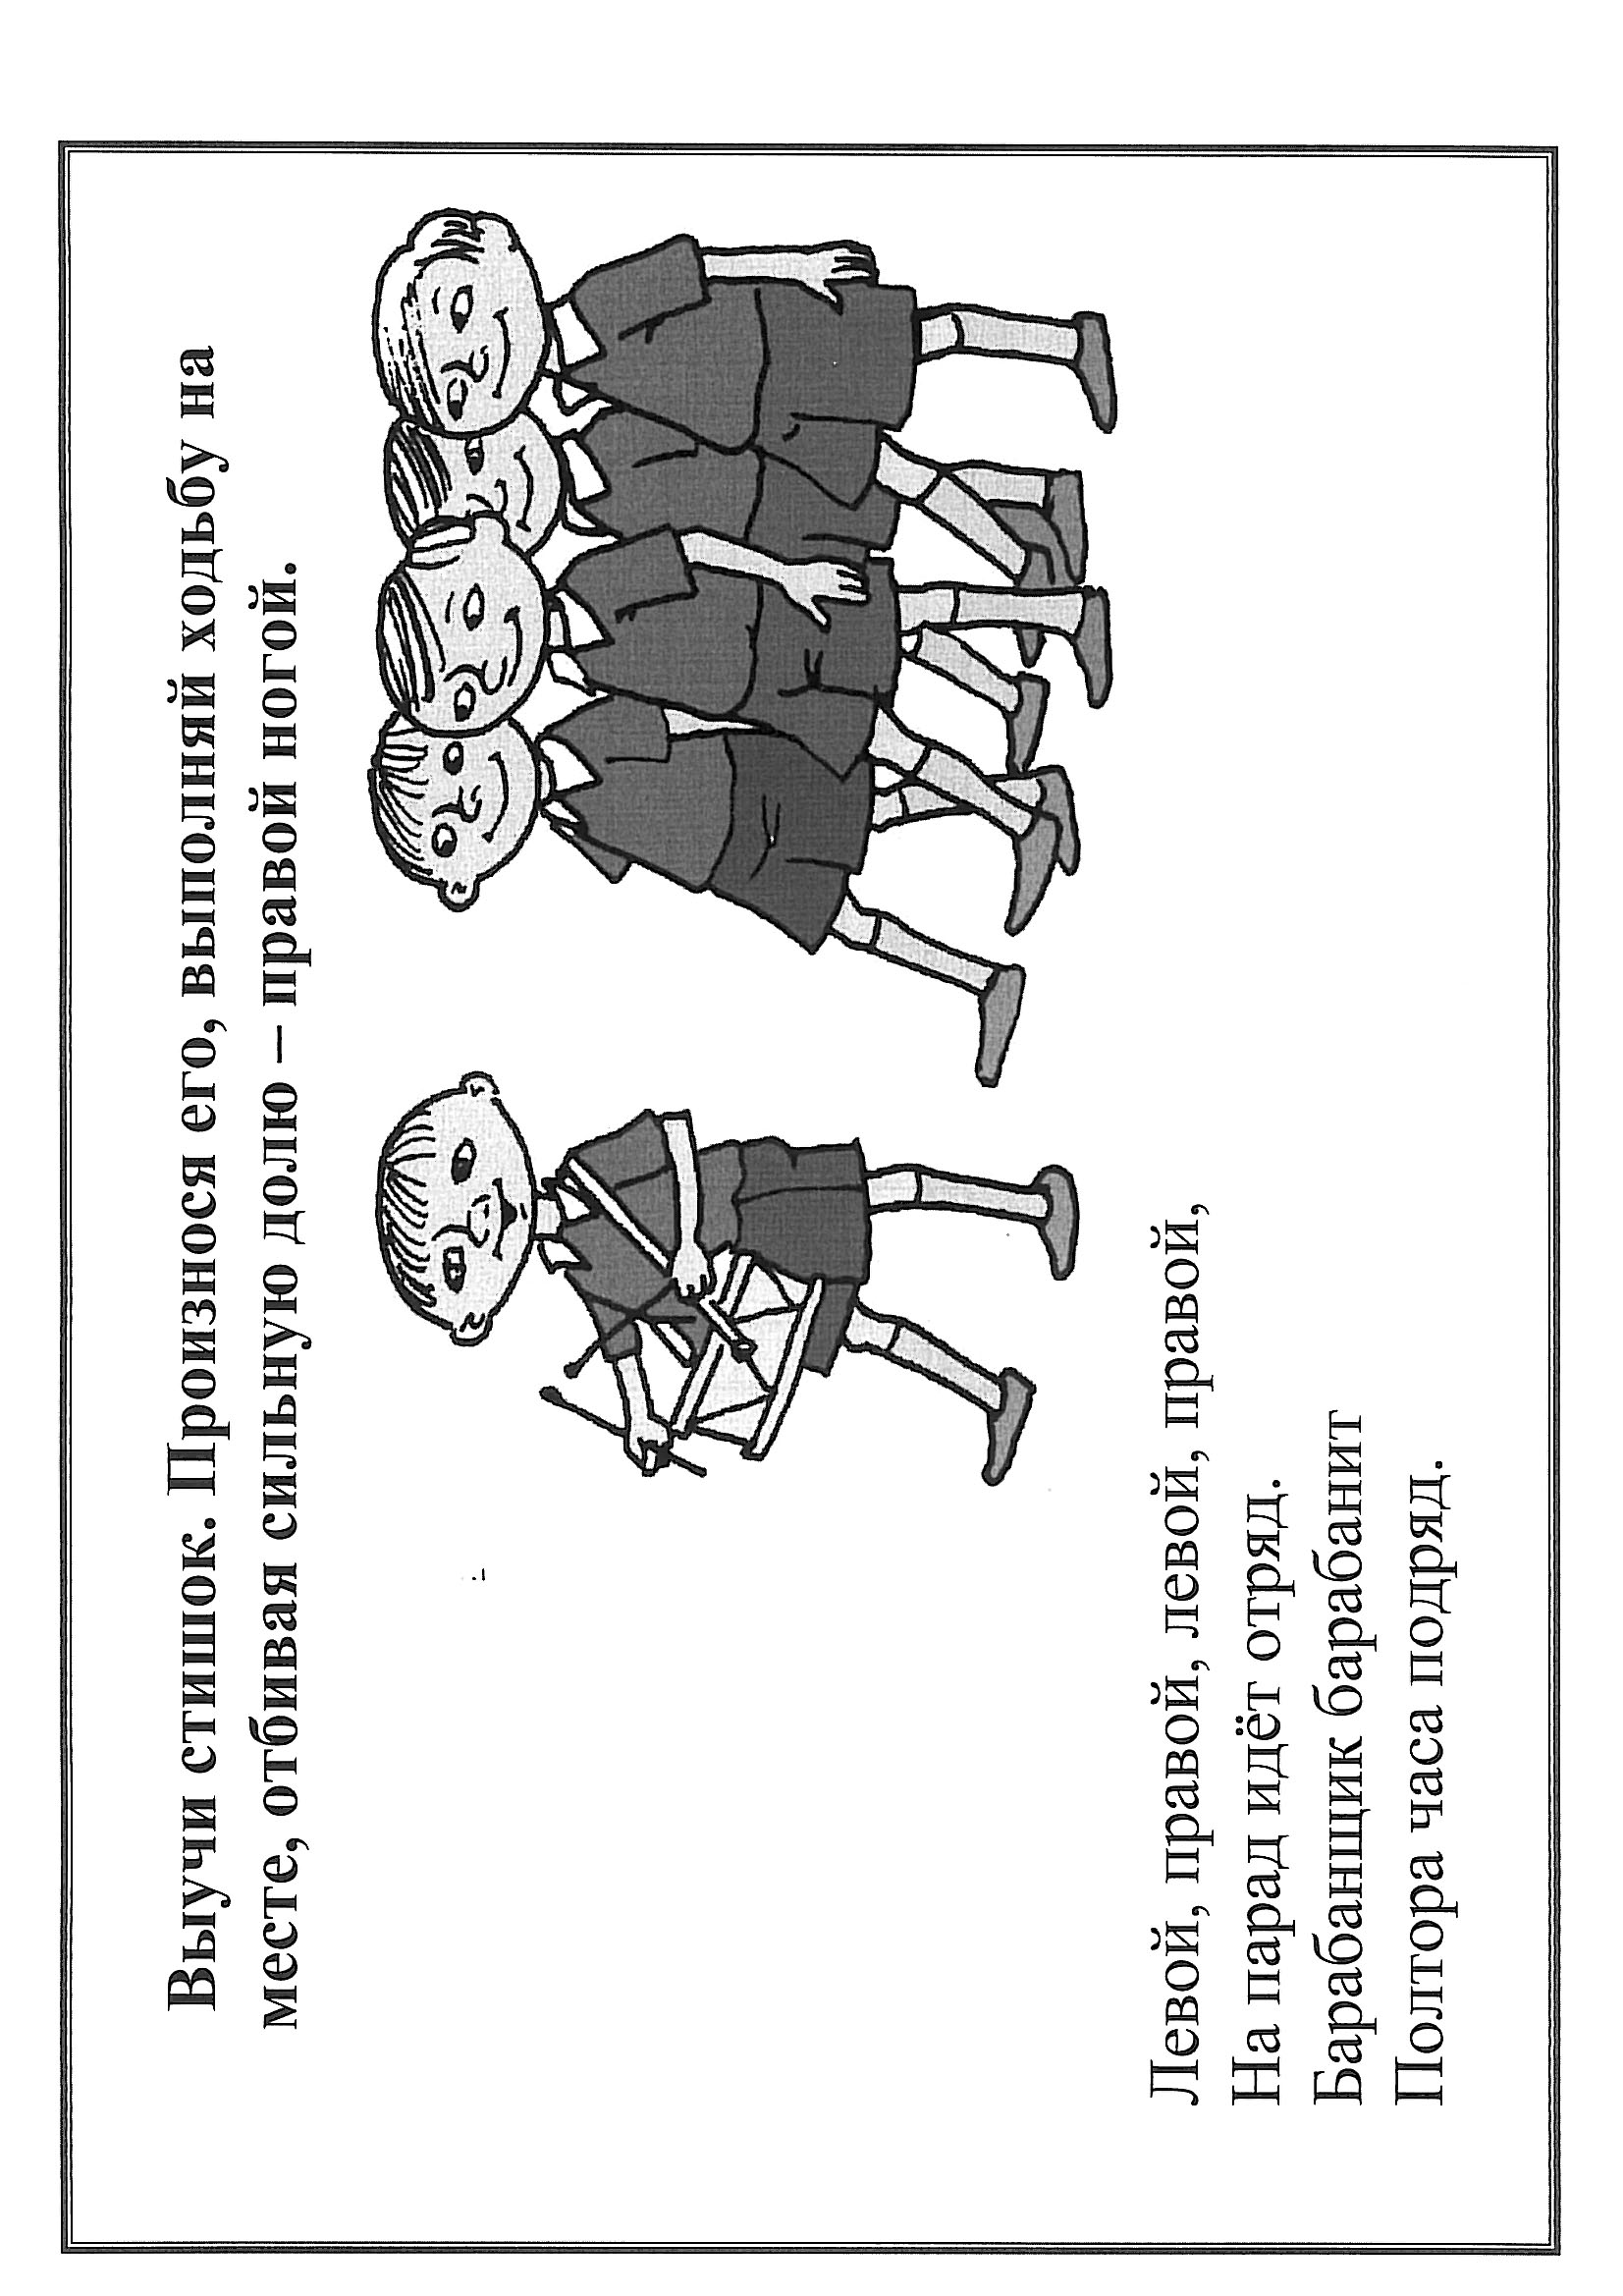 Выучи стишок. Произнося его, выполняй ходьбу на
месте, отбивая сильную долю – правой ногой.
Левой, правой, левой, правой,
На парад идёт отряд.
Барабанщик барабанит
Полтора часа подряд.